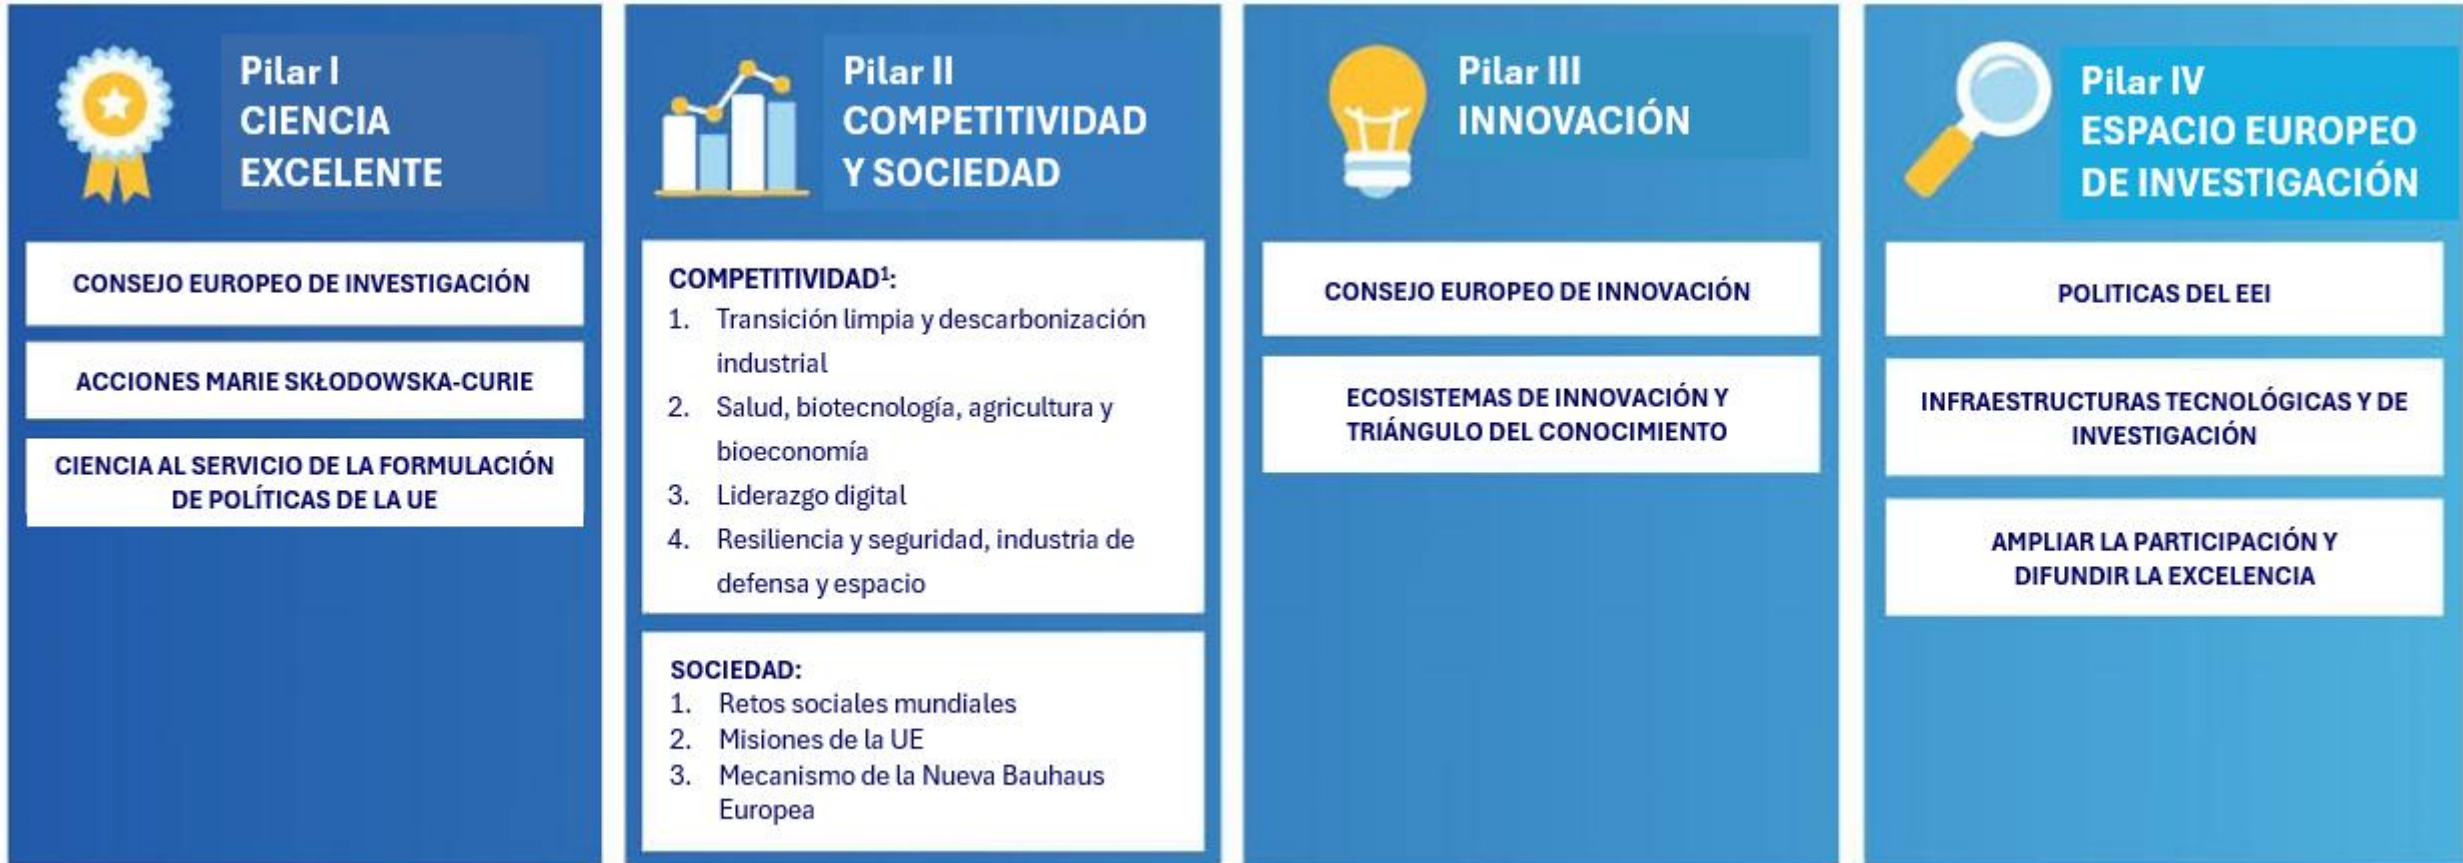 Pilar I
CIENCIA
EXCELENTE
CONSEJO EUROPEO DE INVESTIGACIÓN
ACCIONES MARIE SKŁODOWSKA-CURIE
CIENCIA AL SERVICIO DE LA FORMULACIÓN
DE POLÍTICAS DE LA UE
Pilar II
COMPETITIVIDAD
Y SOCIEDAD
COMPETITIVIDAD¹:
1. Transición limpia y descarbonización
industrial
2. Salud, biotecnología, agricultura y
bioeconomía
3. Liderazgo digital
4. Resiliencia y seguridad, industria de
defensa y espacio
SOCIEDAD:
1. Retos sociales mundiales
2. Misiones de la UE
3. Mecanismo de la Nueva Bauhaus
Europea
Pilar III
INNOVACIÓN
CONSEJO EUROPEO DE INNOVACIÓN
ECOSISTEMAS DE INNOVACIÓN Y
TRIÁNGULO DEL CONOCIMIENTO
Pilar IV
ESPACIO EUROPEO
DE INVESTIGACIÓN
POLITICAS DEL EEI
INFRAESTRUCTURAS TECNOLÓGICAS Y DE
INVESTIGACIÓN
AMPLIAR LA PARTICIPACIÓN Y
DIFUNDIR LA EXCELENCIA